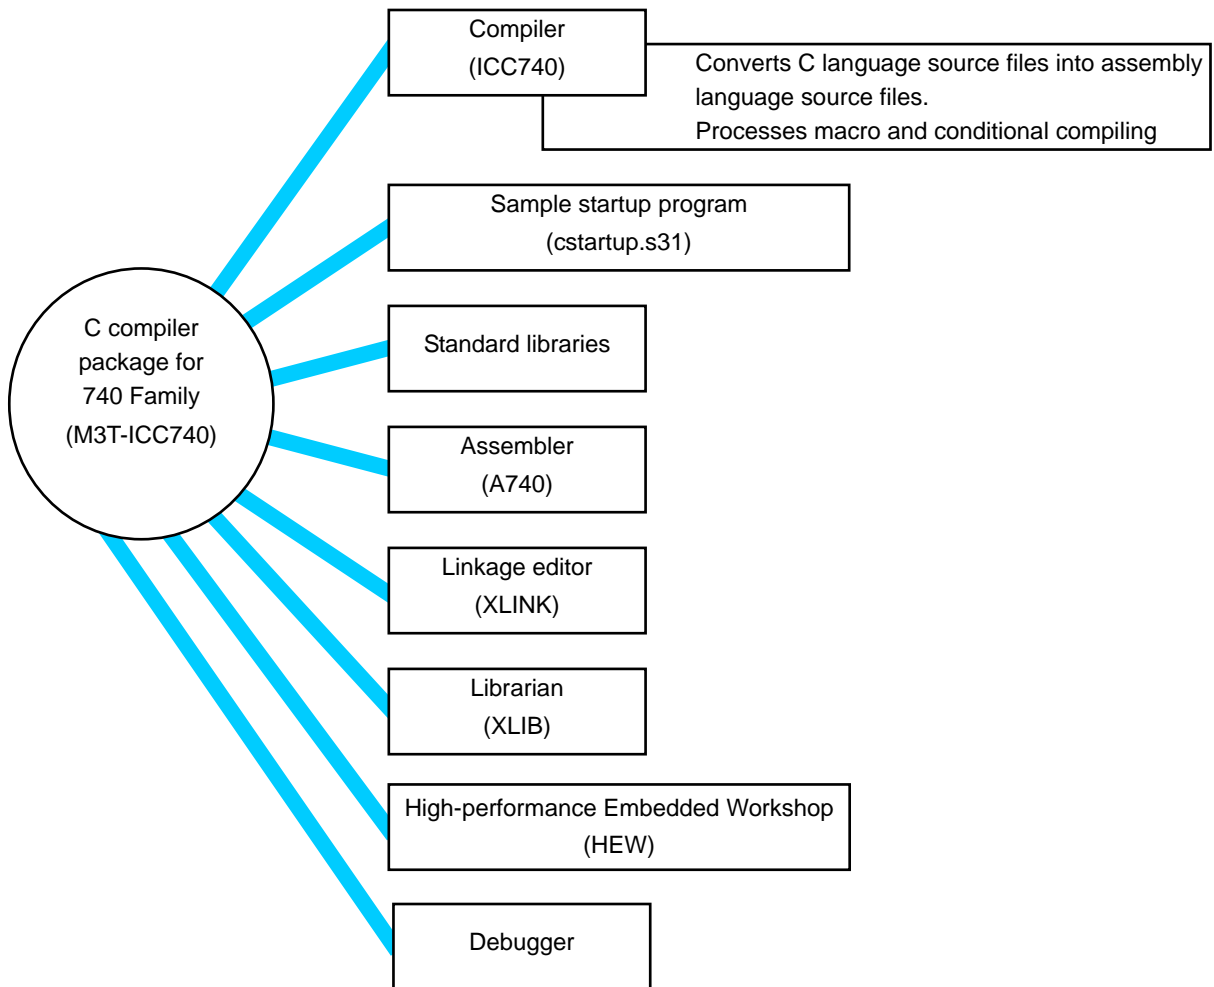 Compiler
(ICC740)
Converts C language source files into assembly
language source files.
Processes macro and conditional compiling
Sample startup program
(cstartup.s31)
C compiler
package for
740 Family
(M3T-ICC740)
Standard libraries
Assembler
(A740)
Linkage editor
(XLINK)
Librarian
(XLIB)
High-performance Embedded Workshop
(HEW)
Debugger